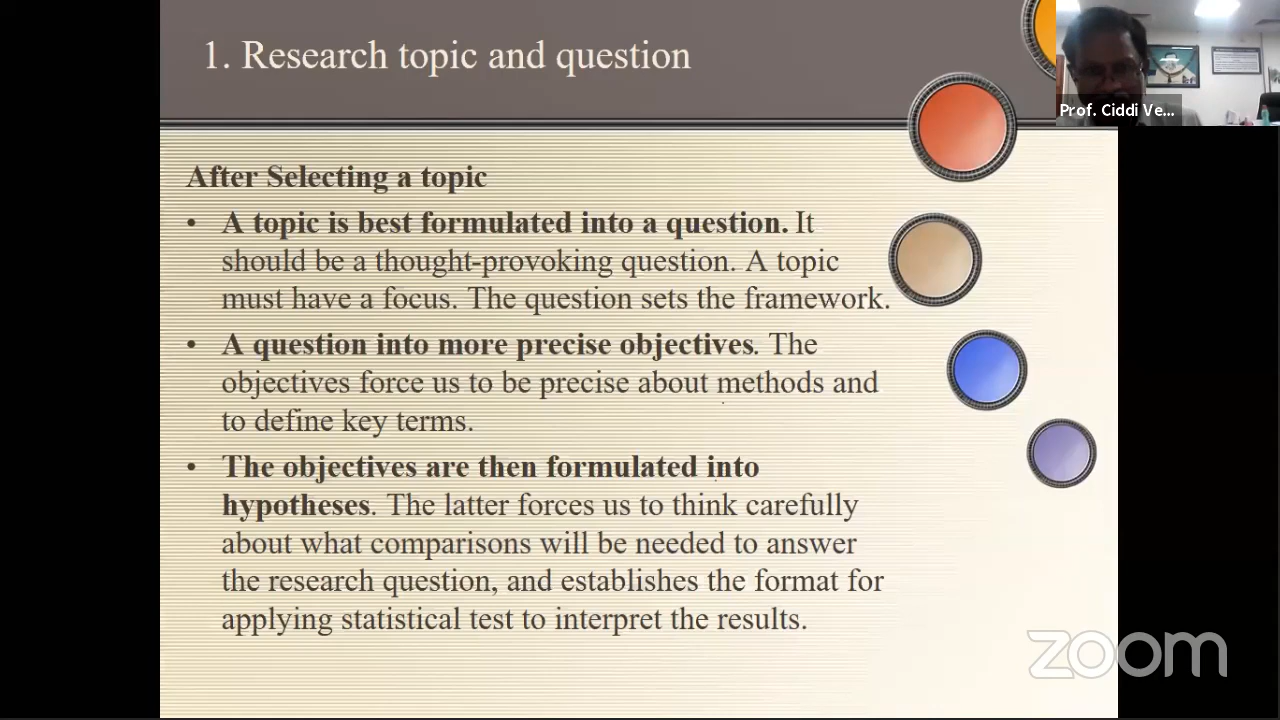 1. Research topic and question
Prof. Ciddi Ve...
After Selecting a topic
• A topic is best formulated into a question. It
should be a thought-provoking question. A topic
must have a focus. The question sets the framework.
• A question into more precise objectives. The
objectives force us to be precise about methods and
to define key terms.
• The objectives are then formulated into
hypotheses. The latter forces us to think carefully
about what comparisons will be needed to answer
the research question, and establishes the format for
applying statistical test to interpret the results.
zoom